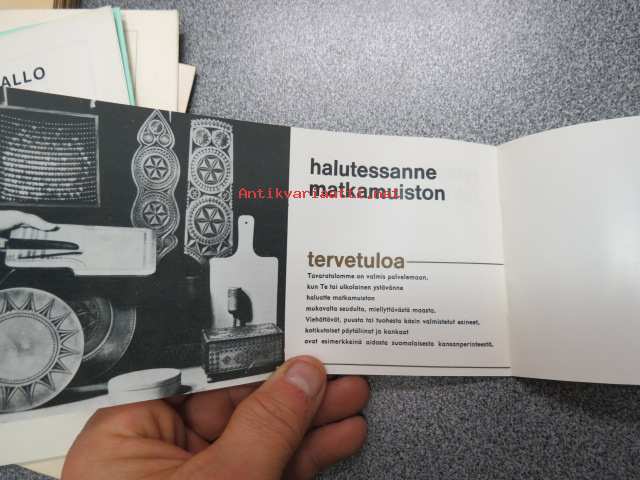 ALLO
halutessanne
matkamuiston
Antikvariaatti.net
tervetuloa
Tavaratalomme on valmis palvelemaan,
kun Te tai ulkolainen ystävänne
haluatte matkamuiston
mukavalta seudulta, miellyttävästä maasta.
Viehättävät, puusta tai tuohesta käsin valmistetut esineet,
kotikutoiset pöytäliinat ja kankaat
ovat esimerkkeinä aidosta suomalaisesta kansanperinteestä.